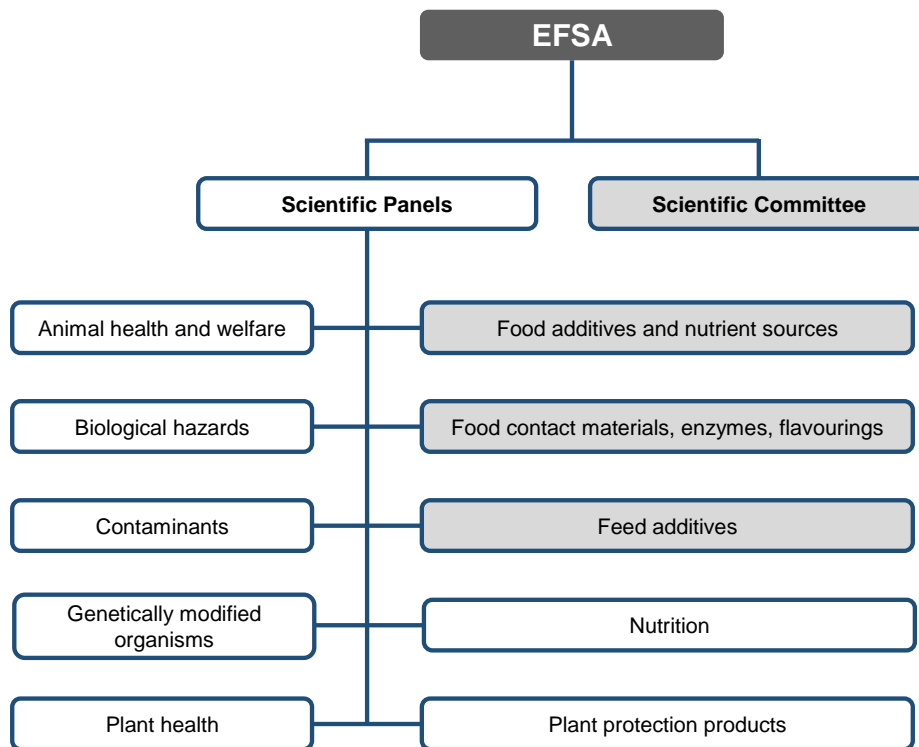 EFSA
Scientific Panels
Scientific Committee
Animal health and welfare
Food additives and nutrient sources
Biological hazards
Food contact materials, enzymes, flavourings
Contaminants
Feed additives
Genetically modified
organisms
Nutrition
Plant health
Plant protection products